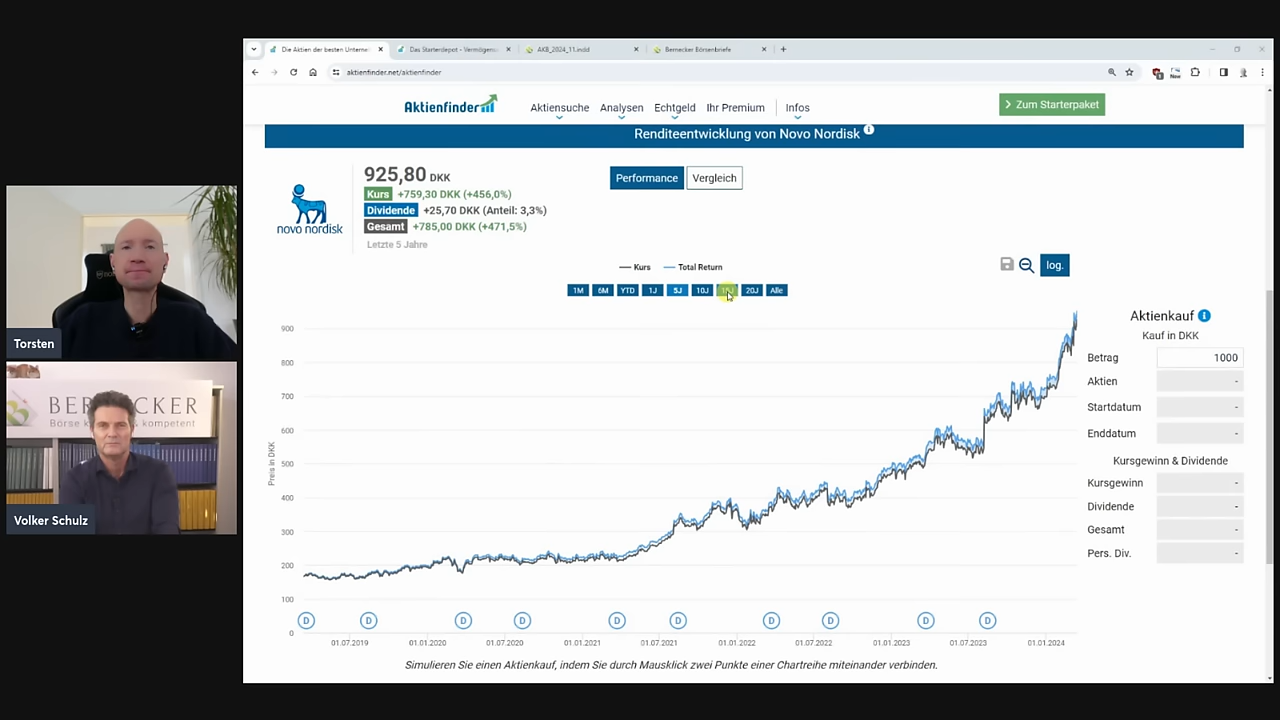 Die Aktien der besten Unterne
Das Starterdepot - Vermögens
AKB_2024_11.indd
Bernecker Börsenbriefe
aktienfinder.net/aktienfinder
New
Aktienfinder
Aktiensuche
Analysen
Echtgeld
Ihr Premium
Infos
Zum Starterpaket
Renditeentwicklung von Novo Nordisk
novo nordisk
925,80 DKK
Kurs +759,30 DKK (+456,0%)
Dividende +25,70 DKK (Anteil: 3,3%)
Gesamt +785,00 DKK (+471,5%)
Letzte 5 Jahre
Performance
Vergleich
Kurs
Total Return
log.
1M
6M
YTD
1J
5J
10J
20J
Alle
Preis in DKK
900
800
700
600
500
400
300
200
100
0
D
D
D
D
D
D
D
D
D
D
01.07.2019
01.01.2020
01.07.2020
01.01.2021
01.07.2021
01.01.2022
01.07.2022
01.01.2023
01.07.2023
01.01.2024
Simulieren Sie einen Aktienkauf, indem Sie durch Mausklick zwei Punkte einer Chartreihe miteinander verbinden.
Aktienkauf
Kauf in DKK
Betrag 1000
Aktien -
Startdatum -
Enddatum -
Kursgewinn & Dividende
Kursgewinn -
Dividende -
Gesamt -
Pers. Div. -
Torsten
Börse k & kompetent
Volker Schulz